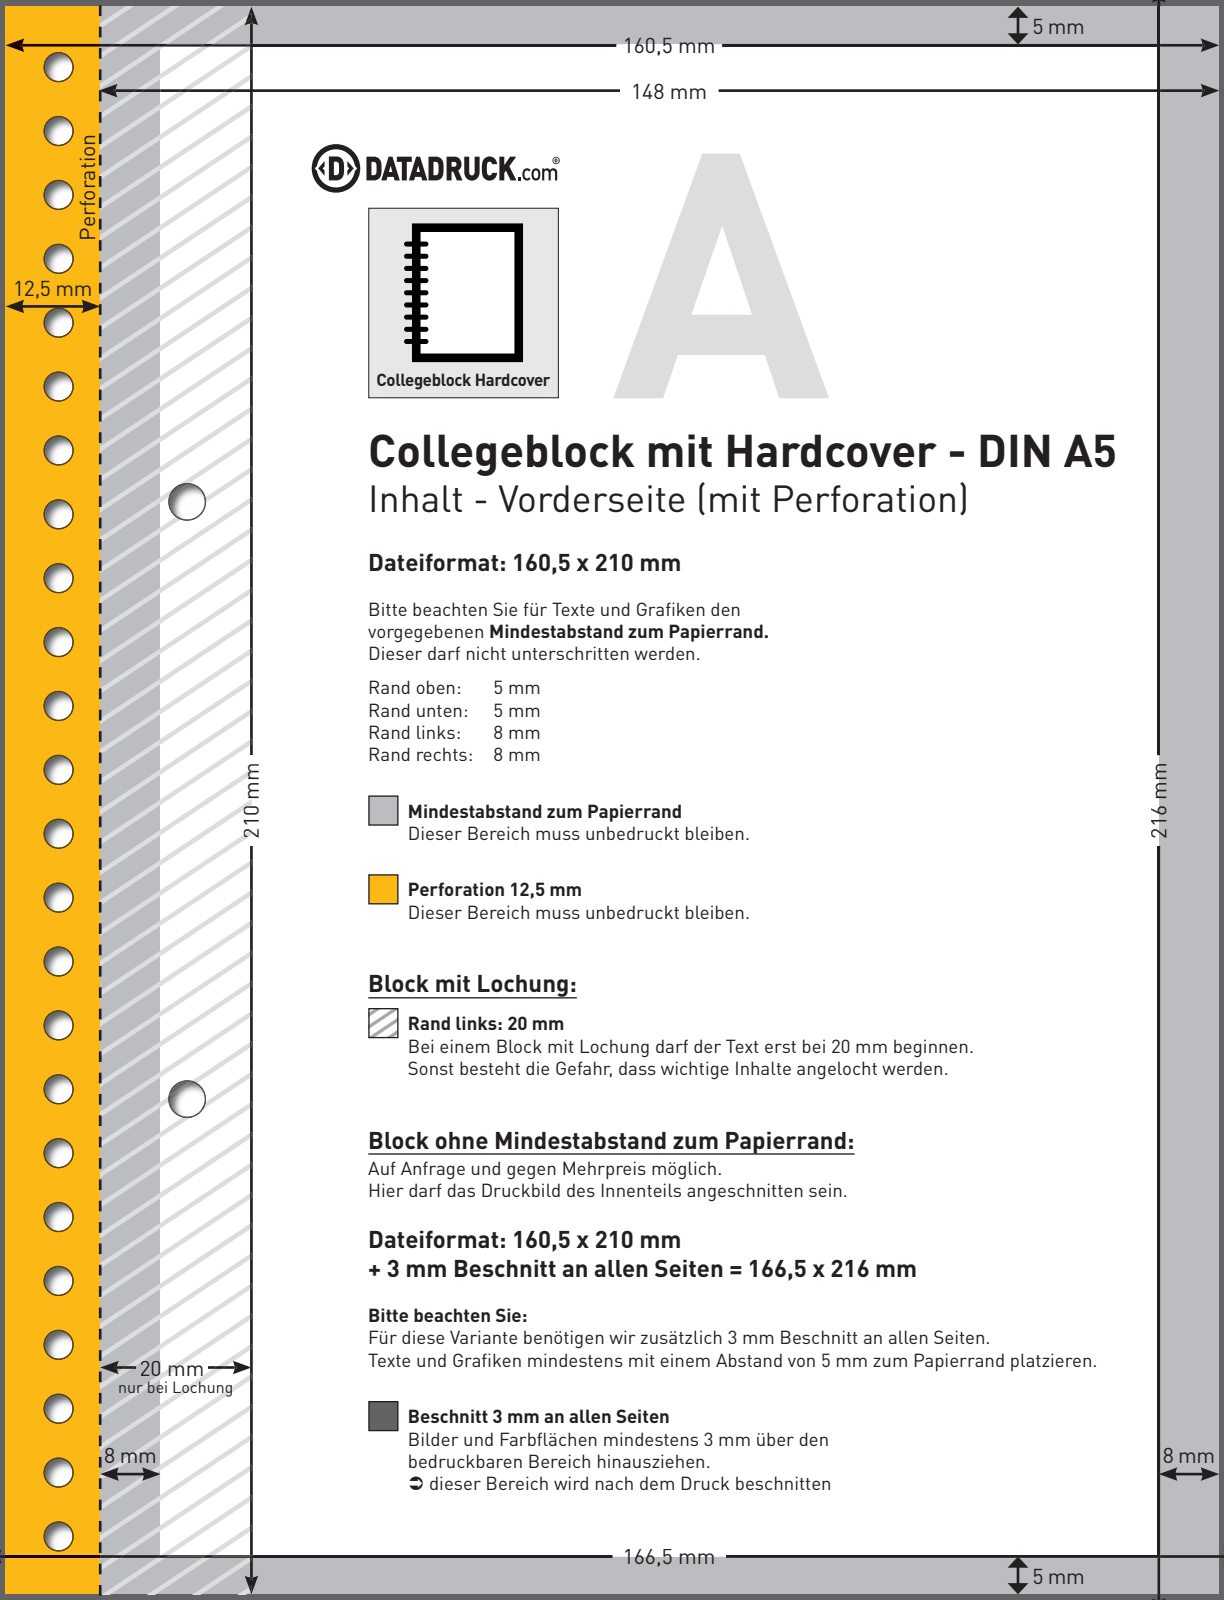 5 mm
160,5 mm
148 mm
Perforation
DATADRUCK.com®
D
A
12,5 mm
Collegeblock Hardcover
Collegeblock mit Hardcover - DIN A5
Inhalt - Vorderseite (mit Perforation)
Dateiformat: 160,5 x 210 mm
Bitte beachten Sie für Texte und Grafiken den
vorgegebenen Mindestabstand zum Papierrand.
Dieser darf nicht unterschritten werden.
Rand oben: 5 mm
Rand unten: 5 mm
Rand links: 8 mm
Rand rechts: 8 mm
210 mm
216 mm
Mindestabstand zum Papierrand
Dieser Bereich muss unbedruckt bleiben.
Perforation 12,5 mm
Dieser Bereich muss unbedruckt bleiben.
Block mit Lochung:
Rand links: 20 mm
Bei einem Block mit Lochung darf der Text erst bei 20 mm beginnen.
Sonst besteht die Gefahr, dass wichtige Inhalte angelocht werden.
Block ohne Mindestabstand zum Papierrand:
Auf Anfrage und gegen Mehrpreis möglich.
Hier darf das Druckbild des Innenteils angeschnitten sein.
Dateiformat: 160,5 x 210 mm
+ 3 mm Beschnitt an allen Seiten = 166,5 x 216 mm
Bitte beachten Sie:
Für diese Variante benötigen wir zusätzlich 3 mm Beschnitt an allen Seiten.
Texte und Grafiken mindestens mit einem Abstand von 5 mm zum Papierrand platzieren.
20 mm
nur bei Lochung
Beschnitt 3 mm an allen Seiten
Bilder und Farbflächen mindestens 3 mm über den
bedruckbaren Bereich hinausziehen.
➲ dieser Bereich wird nach dem Druck beschnitten
8 mm
8 mm
166,5 mm
5 mm